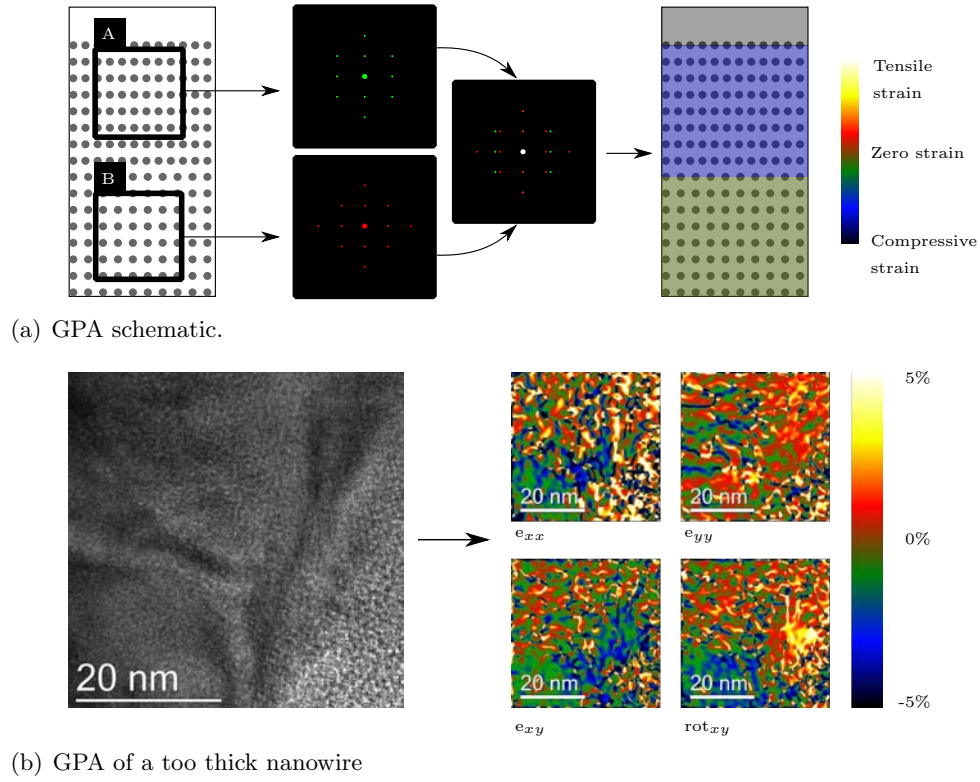 A
B
Tensile
strain
Zero strain
Compressive
strain
(a) GPA schematic.
20 nm
20 nm
20 nm
e_xx
e_yy
20 nm
20 nm
e_xy
rot_xy
5%
0%
-5%
(b) GPA of a too thick nanowire